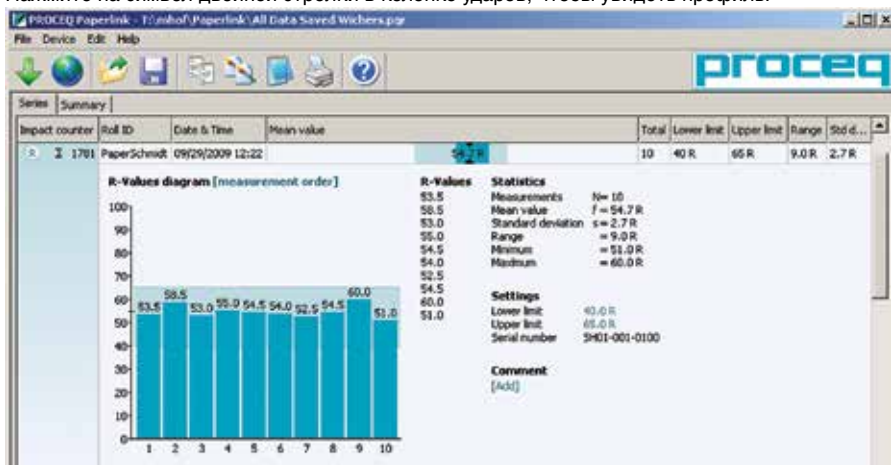 Нажмите на символ двойной стрелки в колонке ударов, чтобы увидеть профиль.
PROCEQ Paperlink - T:\mhof\Paperlink\All Data Saved Wichers.pqr
File Device Edit Help
proceq
Series Summary
Impact counter Roll ID Date & Time Mean value Total Lower limit Upper limit Range Std d...
1781 PaperSchmidt 09/29/2009 12:22 54.7 R 10 40 R 65 R 9.0 R 2.7 R
R-Values diagram [measurement order]
100
90
80
70
60
50
40
30
20
10
0
53.5 58.5 53.0 55.0 54.5 54.0 52.5 54.5 60.0 51.0
1 2 3 4 5 6 7 8 9 10
R-Values
53.5
58.5
53.0
55.0
54.5
54.0
52.5
54.5
60.0
51.0
Statistics
Measurements N= 10
Mean value = 54.7 R
Standard deviation s= 2.7 R
Range = 9.0 R
Minimum = 51.0 R
Maximum = 60.0 R
Settings
Lower limit 40.0 R
Upper limit 65.0 R
Serial number SH01-001-0100
Comment
[Add]